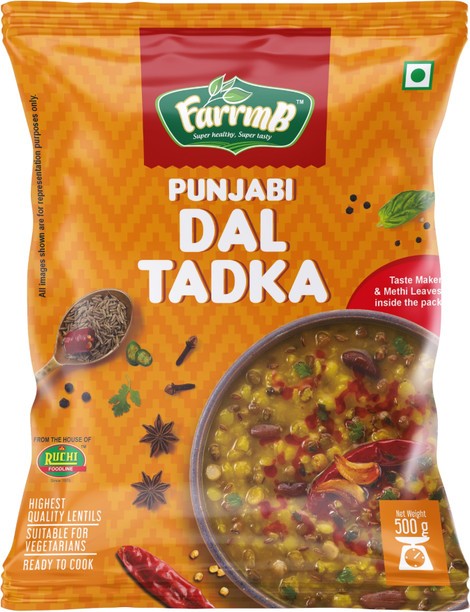 FarrmB™
Super healthy, Super tasty
PUNJABI
DAL
TADKA
All images shown are for representation purposes only.
Taste Maker
& Methi Leaves
inside the pack
FROM THE HOUSE OF
RUCHI
FOODLINE
HIGHEST
QUALITY LENTILS
SUITABLE FOR
VEGETARIANS
READY TO COOK
Net Weight
500 g